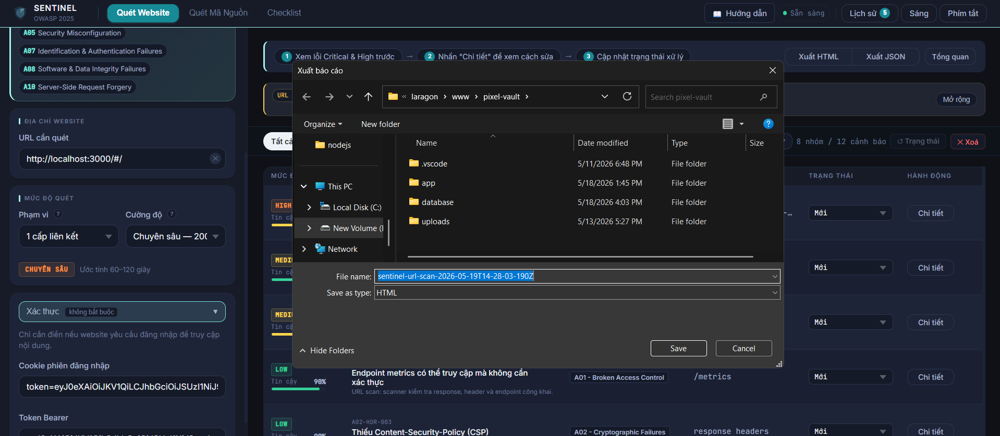 SENTINEL
OWASP 2025
Quét Website
Quét Mã Nguồn
Checklist
Hướng dẫn
Sẵn sàng
Lịch sử 5
Sáng
Phím tắt
A05 Security Misconfiguration
A07 Identification & Authentication Failures
A08 Software & Data Integrity Failures
A10 Server-Side Request Forgery
ĐỊA CHỈ WEBSITE
URL cần quét
http://localhost:3000/#/
MỨC ĐỘ QUÉT
Phạm vi ?
Cường độ ?
1 cấp liên kết
Chuyên sâu — 200
CHUYÊN SÂU
Ước tính 60–120 giây
Xác thực không bắt buộc
Chỉ cần điền nếu website yêu cầu đăng nhập để truy cập
nội dung.
Cookie phiên đăng nhập
Token Bearer
1 Xem lỗi Critical & High trước → 2 Nhấn "Chi tiết" để xem cách sửa → 3 Cập nhật trạng thái xử lý
Xuất HTML
Xuất JSON
Tổng quan
URL
Mở rộng
Tất cả
8 nhóm / 12 cảnh báo
Trạng thái
Xoá
Xuất báo cáo
« laragon › www › pixel-vault ›
Search pixel-vault
Organize
New folder
?
nodejs
This PC
Local Disk (C:)
New Volume (
Network
Name
Date modified
Type
Size
.vscode 5/11/2026 6:48 PM File folder
app 5/18/2026 1:45 PM File folder
database 5/18/2026 4:03 PM File folder
uploads 5/13/2026 5:27 PM File folder
File name: sentinel-url-scan-2026-05-19T14-28-03-190Z
Save as type: HTML
Hide Folders
Save
Cancel
MỨC
TRẠNG THÁI
HÀNH ĐỘNG
HIGH
Tin
-…
Mới
Chi tiết
MEDI
Tin
Mới
Chi tiết
MEDI
Tin
Mới
Chi tiết
LOW
Tin cậy 90%
Endpoint metrics có thể truy cập mà không cần
xác thực
URL scan: scanner kiểm tra response, header và endpoint công khai.
A01 - Broken Access Control
/metrics
Mới
Chi tiết
LOW
A02-HDR-003
Thiếu Content-Security-Policy (CSP)
A02 - Cryptographic Failures
response headers
Mới
Chi tiết